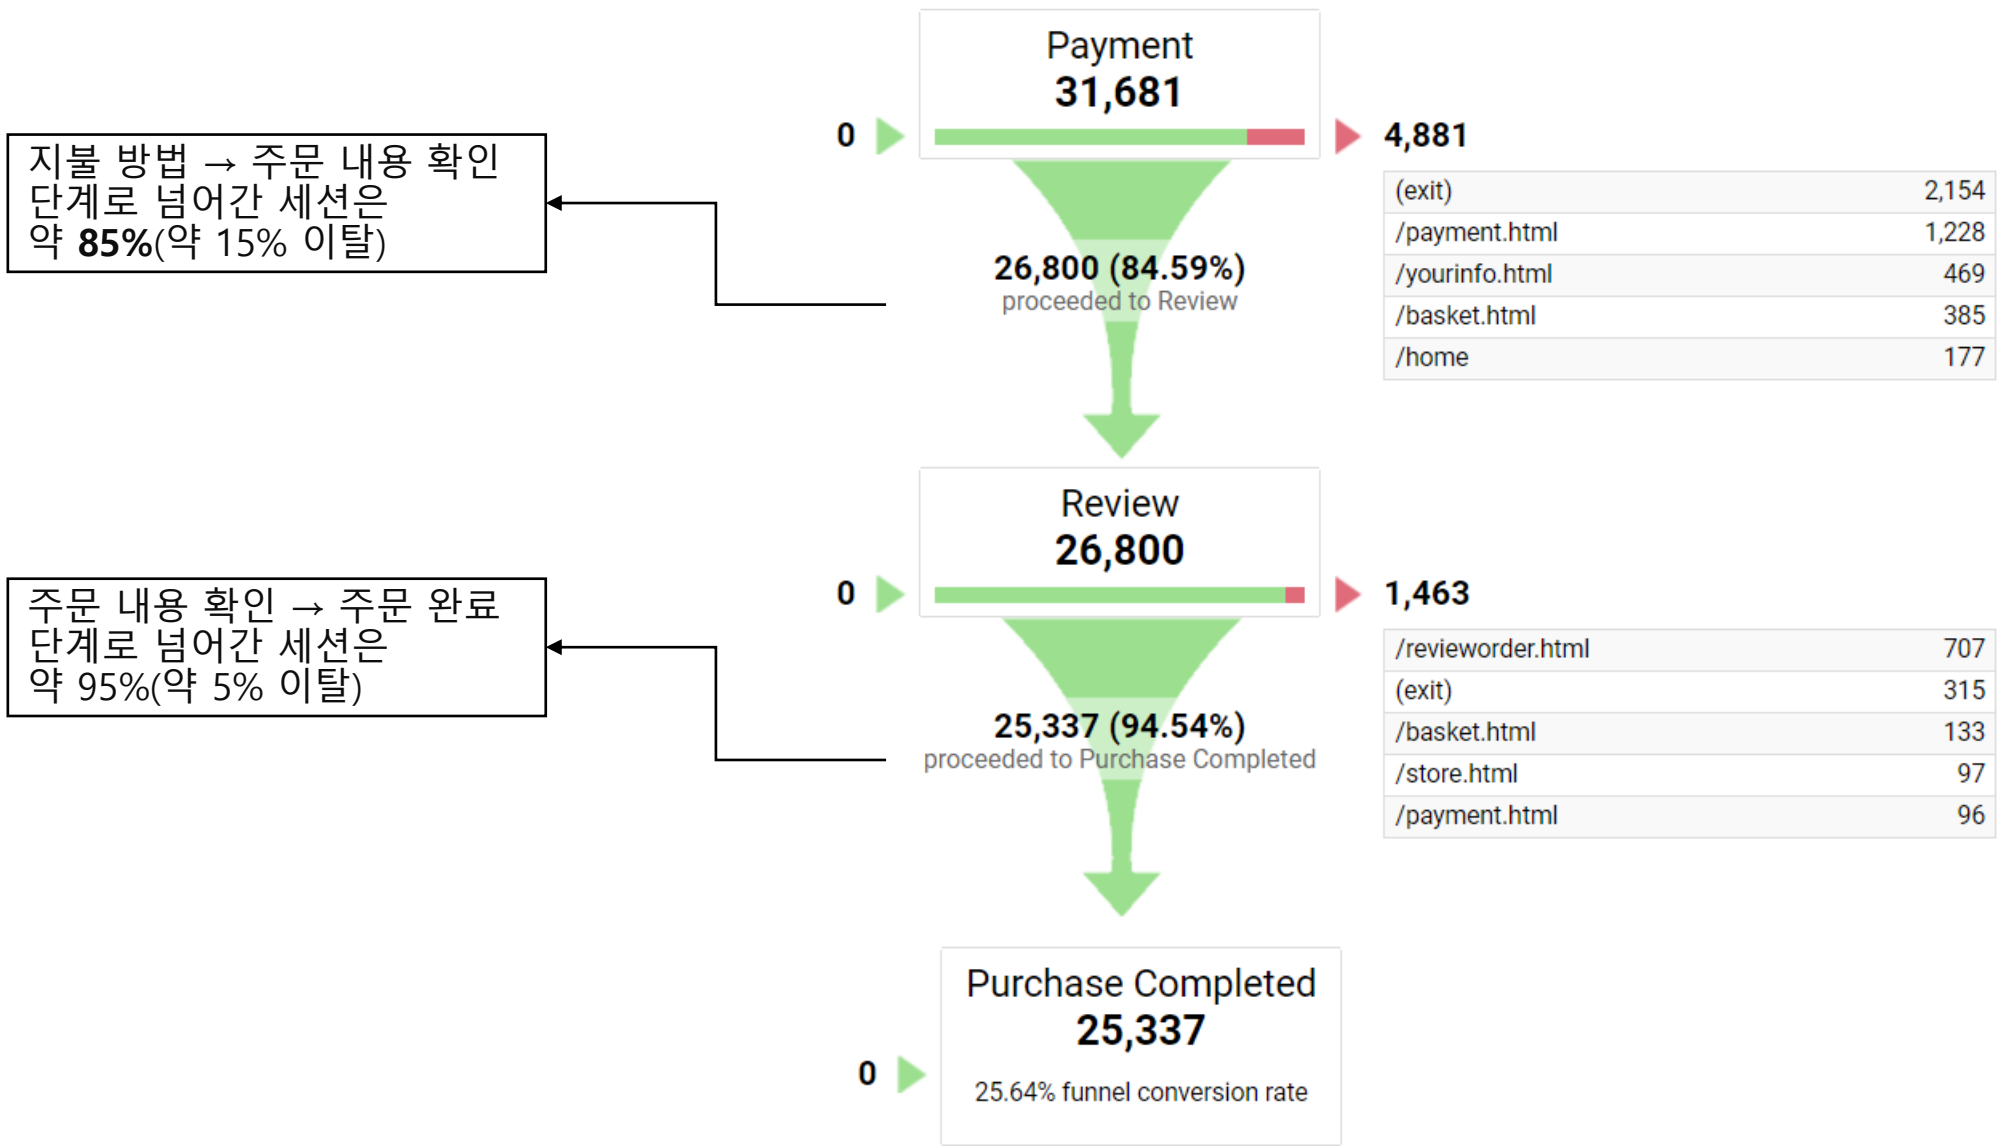 Payment
31,681
0
4,881
지불 방법 → 주문 내용 확인
단계로 넘어간 세션은
약 85%(약 15% 이탈)
(exit) 2,154
/payment.html 1,228
/yourinfo.html 469
/basket.html 385
/home 177
26,800 (84.59%)
proceeded to Review
Review
26,800
0
1,463
주문 내용 확인 → 주문 완료
단계로 넘어간 세션은
약 95%(약 5% 이탈)
/revieworder.html 707
(exit) 315
/basket.html 133
/store.html 97
/payment.html 96
25,337 (94.54%)
proceeded to Purchase Completed
Purchase Completed
25,337
0
25.64% funnel conversion rate